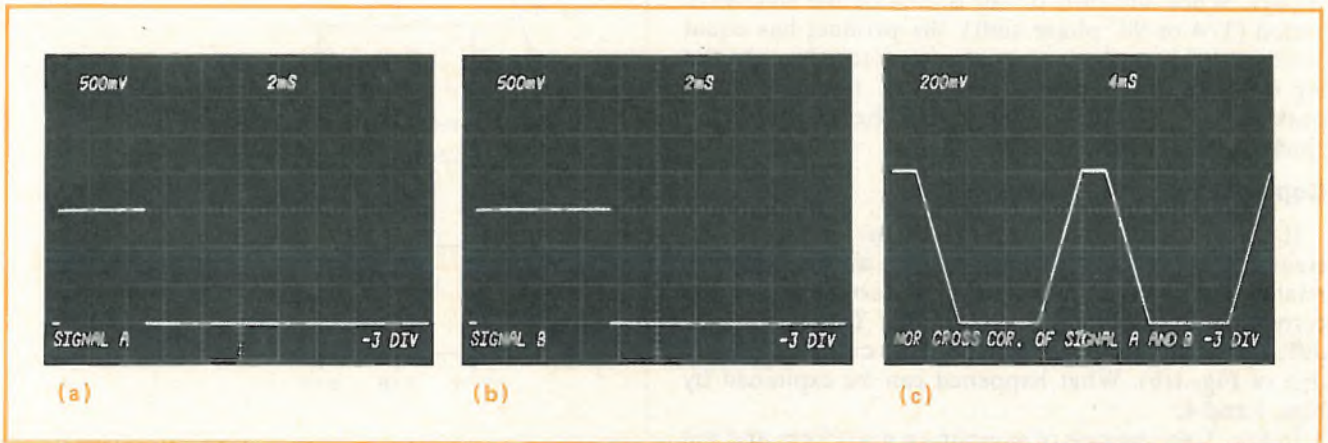 500mV 2mS
SIGNAL A -3 DIV
(a)
500mV 2mS
SIGNAL B -3 DIV
(b)
200mV 4mS
NOR CROSS COR. OF SIGNAL A AND B -3 DIV
(c)